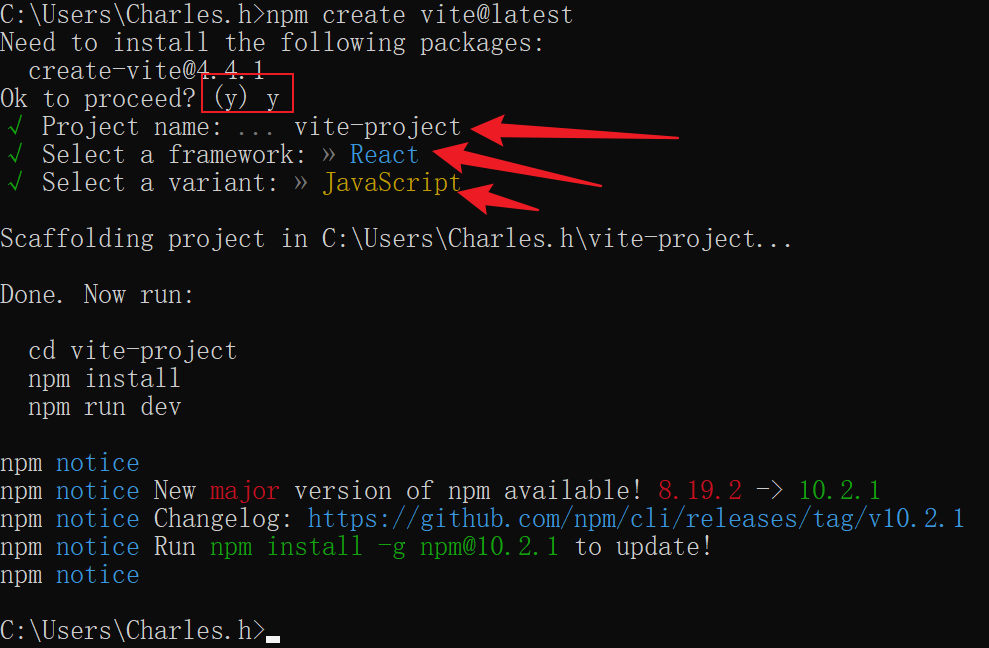 C:\Users\Charles.h>npm create vite@latest
Need to install the following packages:
  create-vite@4.4.1
Ok to proceed? (y) y
√ Project name: ... vite-project
√ Select a framework: » React
√ Select a variant: » JavaScript
Scaffolding project in C:\Users\Charles.h\vite-project...
Done. Now run:
  cd vite-project
  npm install
  npm run dev
npm notice
npm notice New major version of npm available! 8.19.2 -> 10.2.1
npm notice Changelog: https://github.com/npm/cli/releases/tag/v10.2.1
npm notice Run npm install -g npm@10.2.1 to update!
npm notice
C:\Users\Charles.h>